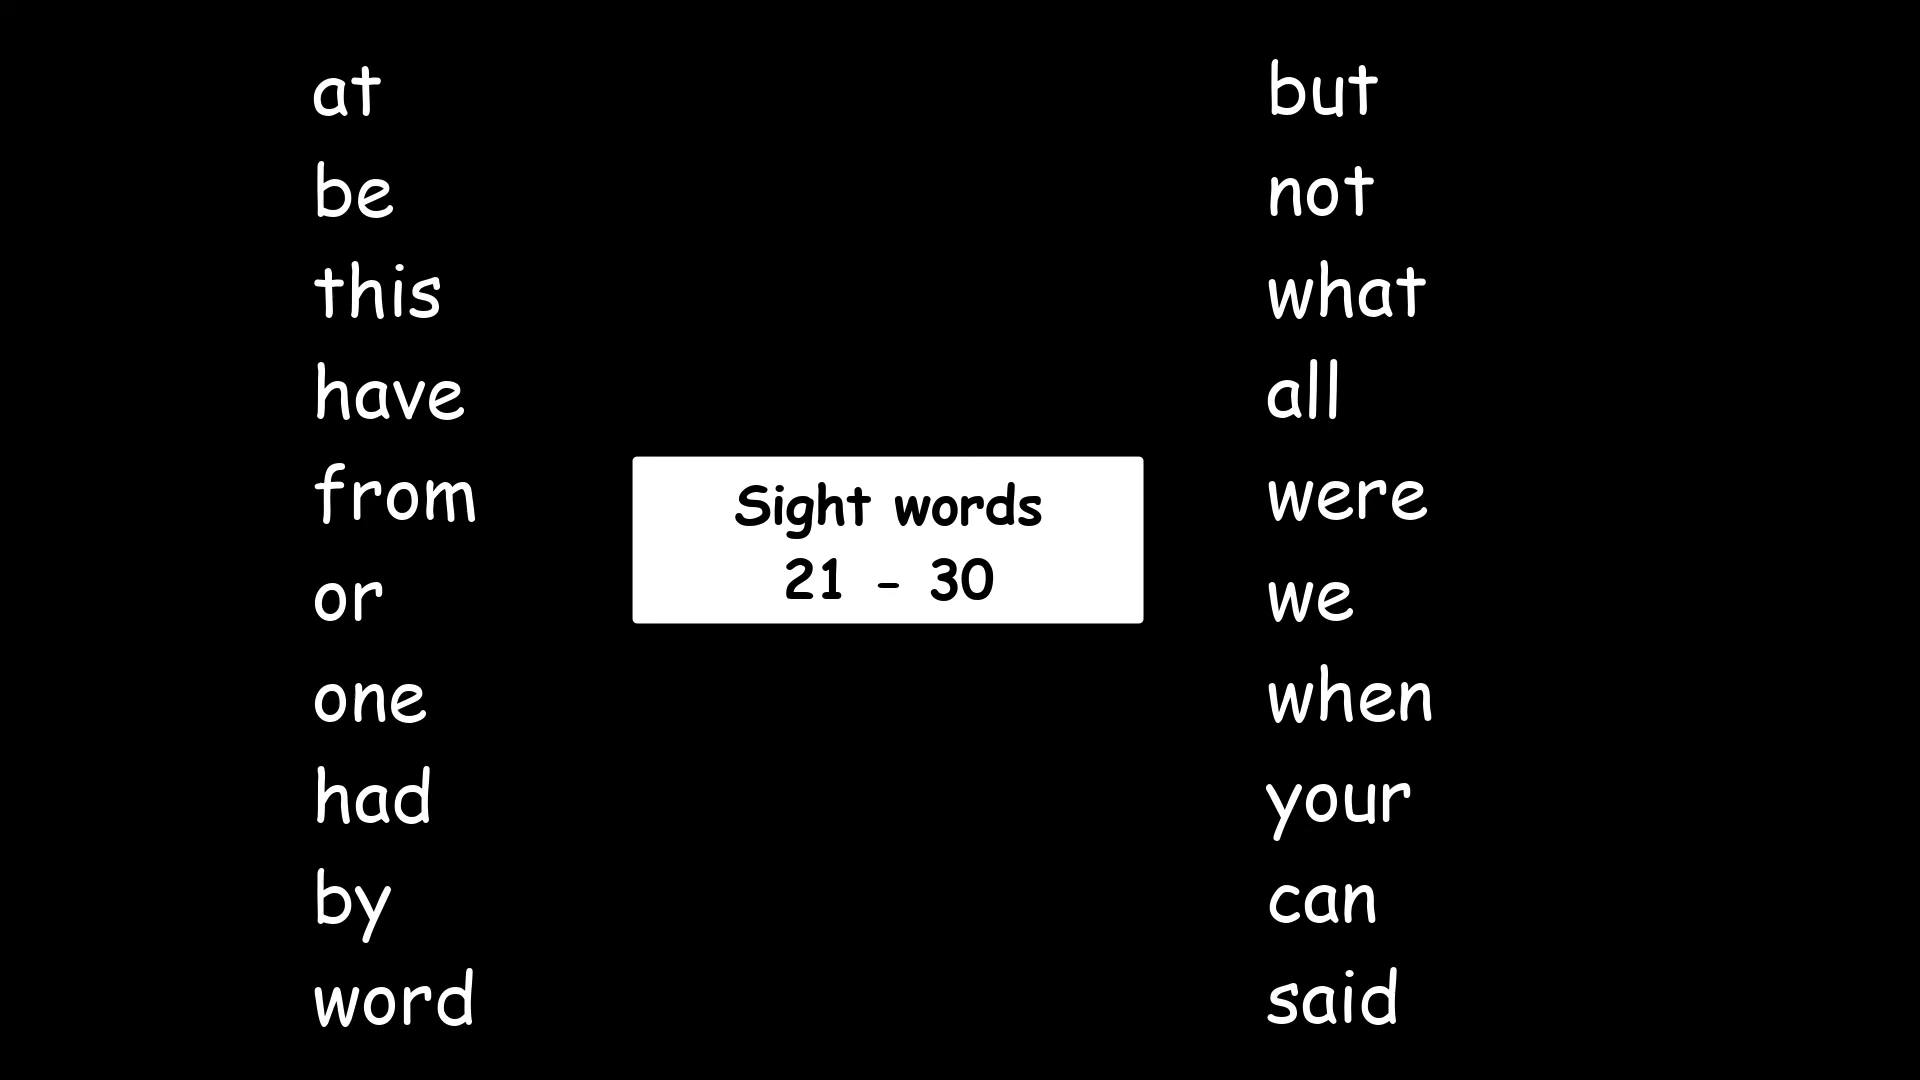 at
be
this
have
from
or
one
had
by
word
Sight words
21 - 30
but
not
what
all
were
we
when
your
can
said